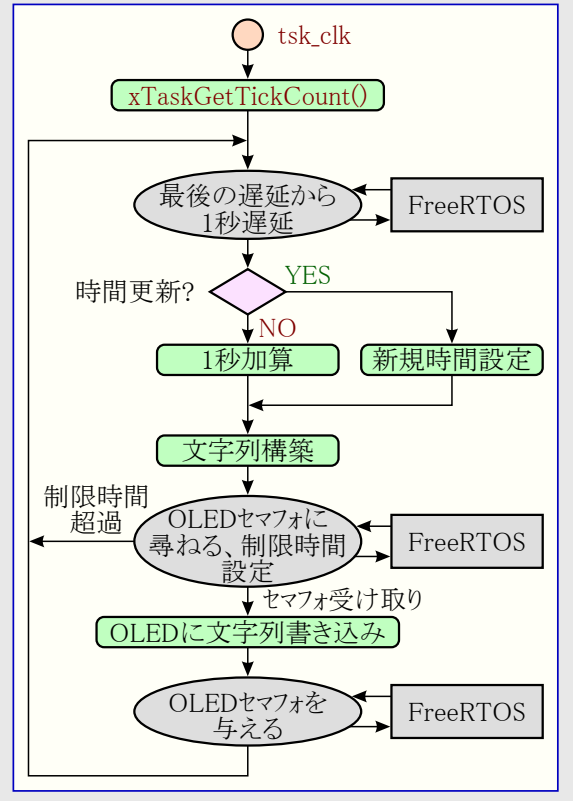 tsk_clk
xTaskGetTickCount()
最後の遅延から
1秒遅延
FreeRTOS
時間更新?
YES
NO
1秒加算
新規時間設定
文字列構築
制限時間
超過
OLEDセマフォに
尋ねる、制限時間
設定
FreeRTOS
セマフォ受け取り
OLEDに文字列書き込み
OLEDセマフォを
与える
FreeRTOS